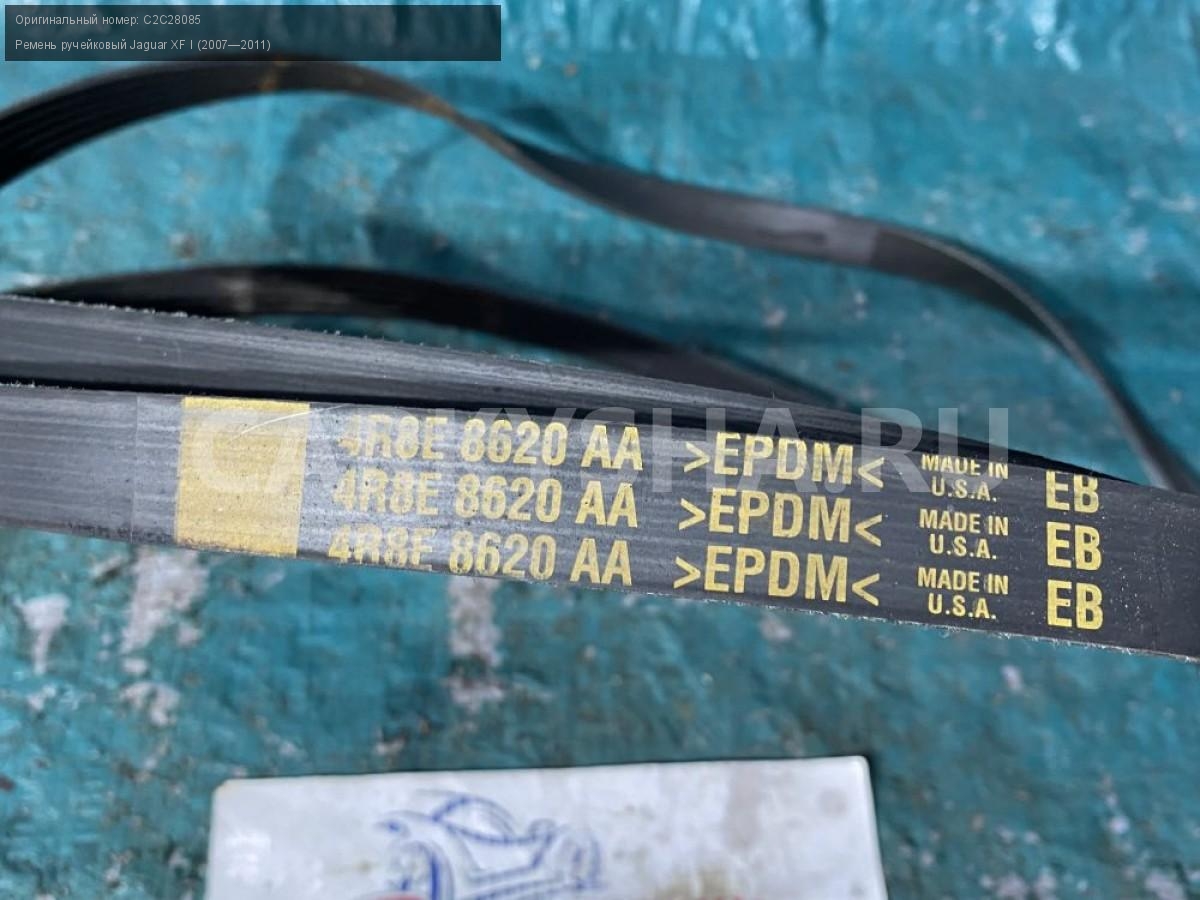 Оригинальный номер: C2C28085
Ремень ручейковый Jaguar XF I (2007—2011)
4R8E 8620 AA >EPDM< MADE IN U.S.A. EB
4R8E 8620 AA >EPDM< MADE IN U.S.A. EB
4R8E 8620 AA >EPDM< MADE IN U.S.A. EB